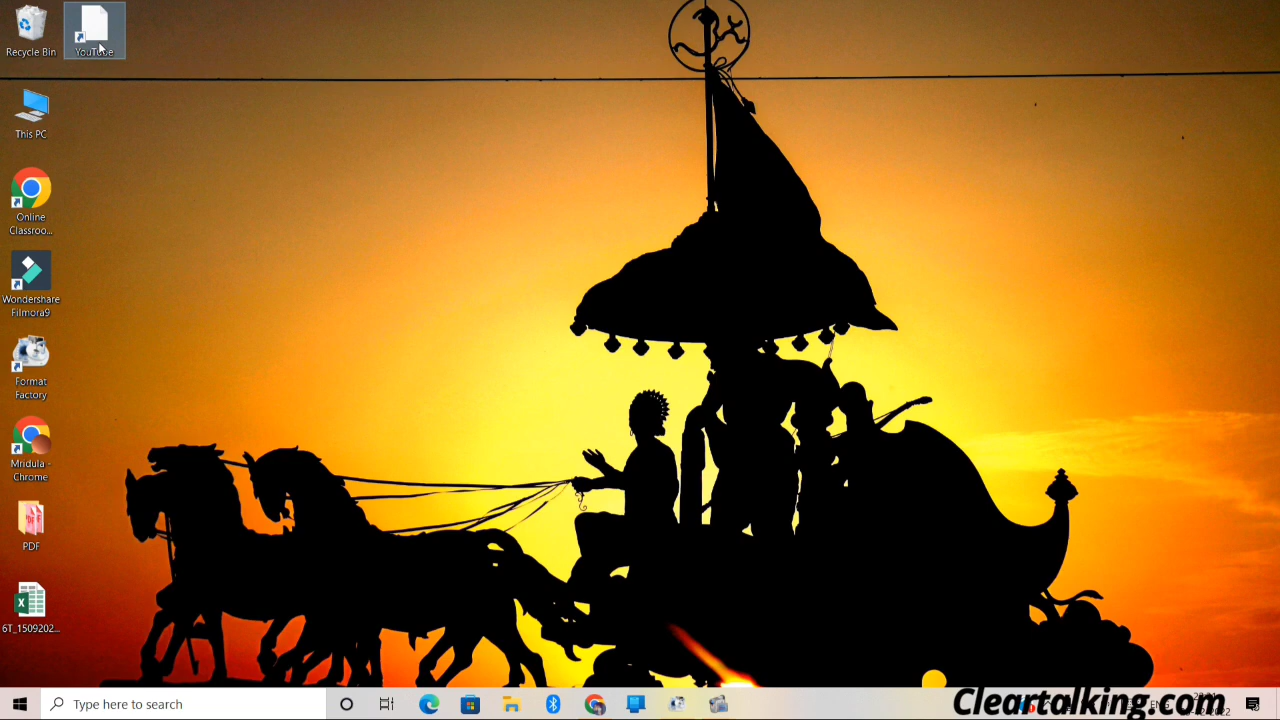 Recycle Bin
YouTube
This PC
Online
Classroo...
Wondershare
Filmora9
Format
Factory
Mridula -
Chrome
PDF
6T_1509202...
Type here to search
Cleartalking.com